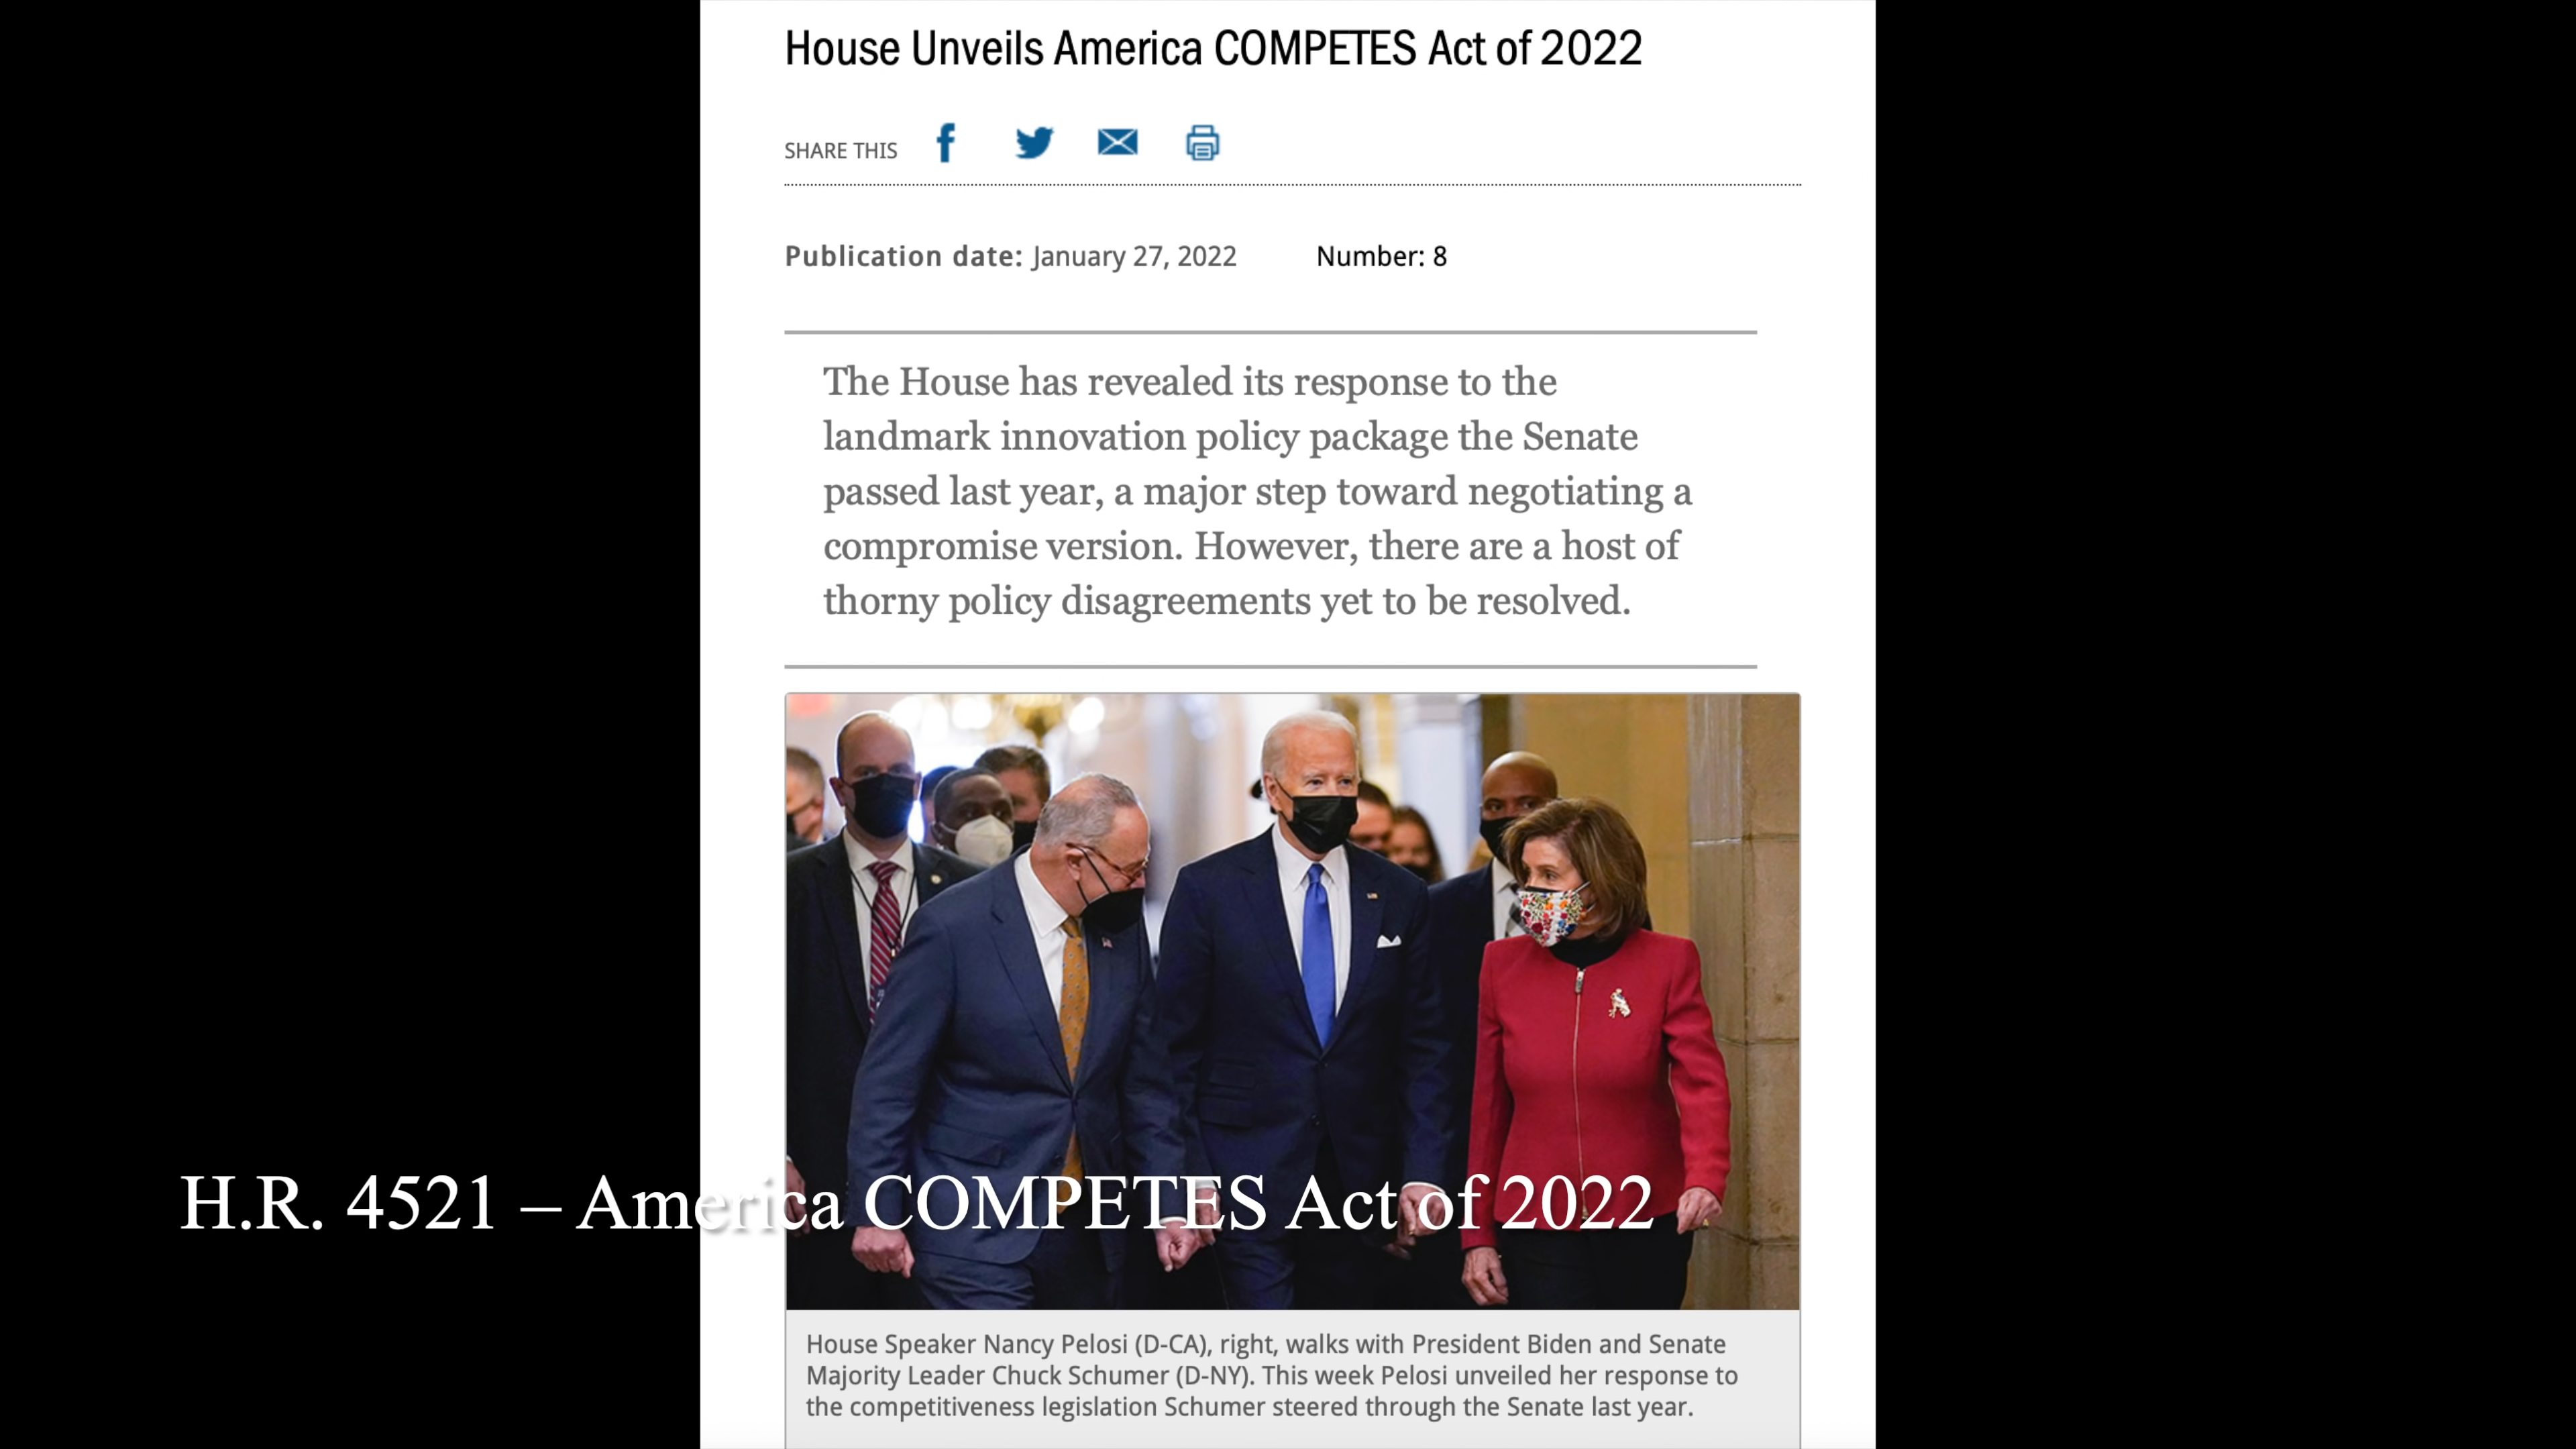 House Unveils America COMPETES Act of 2022
SHARE THIS
Publication date: January 27, 2022 Number: 8
The House has revealed its response to the
landmark innovation policy package the Senate
passed last year, a major step toward negotiating a
compromise version. However, there are a host of
thorny policy disagreements yet to be resolved.
H.R. 4521 – America COMPETES Act of 2022
House Speaker Nancy Pelosi (D-CA), right, walks with President Biden and Senate
Majority Leader Chuck Schumer (D-NY). This week Pelosi unveiled her response to
the competitiveness legislation Schumer steered through the Senate last year.